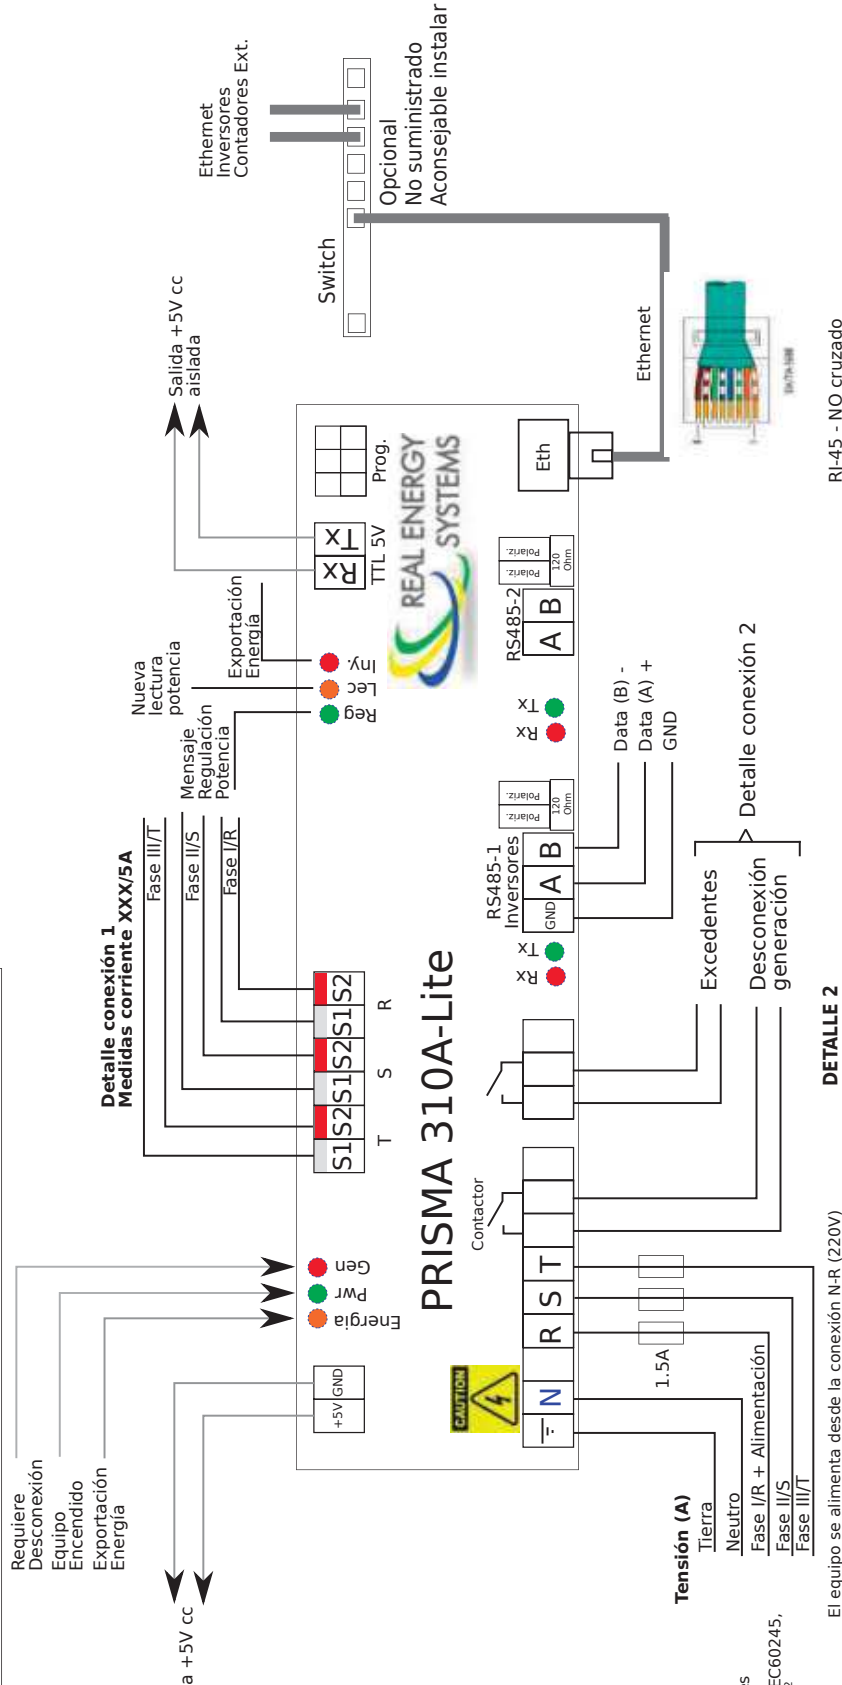 Requiere
Desconexión
Equipo
Encendido
Exportación
Energía
a +5V cc
Detalle conexión 1
Medidas corriente XXX/5A
Fase III/T
Fase II/S
Fase I/R
Mensaje
Regulación
Potencia
Nueva
lectura
potencia
Exportación
Energía
Salida +5V cc
aislada
Ethernet
Inversores
Contadores Ext.
Switch
Opcional
No suministrado
Aconsejable instalar
+5V GND
Energia
Pwr
Gen
S1 S2 S1 S2 S1 S2
T S R
Reg
Lec
Iny.
Rx Tx
TTL 5V
Prog.
REAL ENERGY
SYSTEMS
PRISMA 310A-Lite
CAUTION
Contactor
N R S T
Rx Tx
RS485-1
Inversores
GND A B
Polariz. Polariz.
120
Ohm
Rx Tx
RS485-2
A B
Polariz. Polariz.
120
Ohm
Eth
Ethernet
1.5A
Tensión (A)
Tierra
Neutro
Fase I/R + Alimentación
Fase II/S
Fase III/T
Excedentes
Desconexión
generación
Detalle conexión 2
Data (B) -
Data (A) +
GND
DETALLE 2
RJ-45 - NO cruzado
El equipo se alimenta desde la conexión N-R (220V)
es
EC60245,